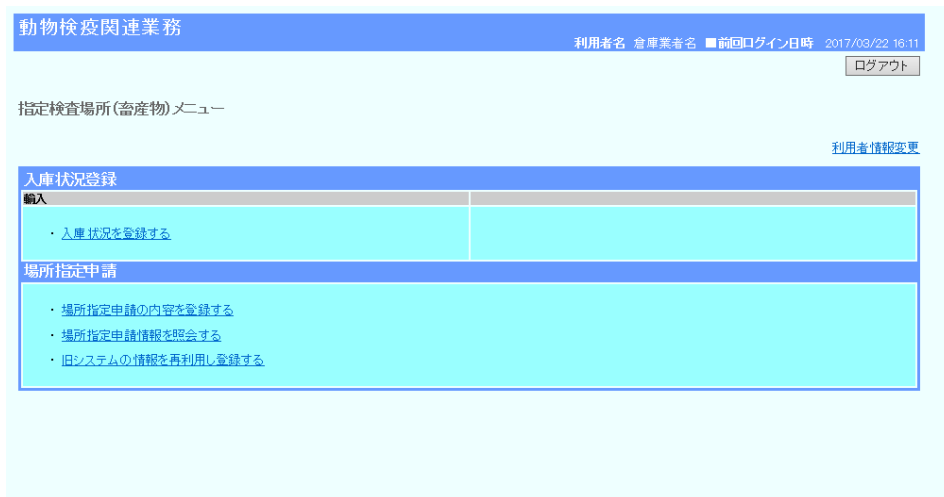 動物検疫関連業務
利用者名 倉庫業者名 ■前回ログイン日時 2017/03/22 16:11
ログアウト
指定検査場所(畜産物)メニュー
利用者情報変更
入庫状況登録
輸入
・ 入庫状況を登録する
場所指定申請
・ 場所指定申請の内容を登録する
・ 場所指定申請情報を照会する
・ 旧システムの情報を再利用し登録する